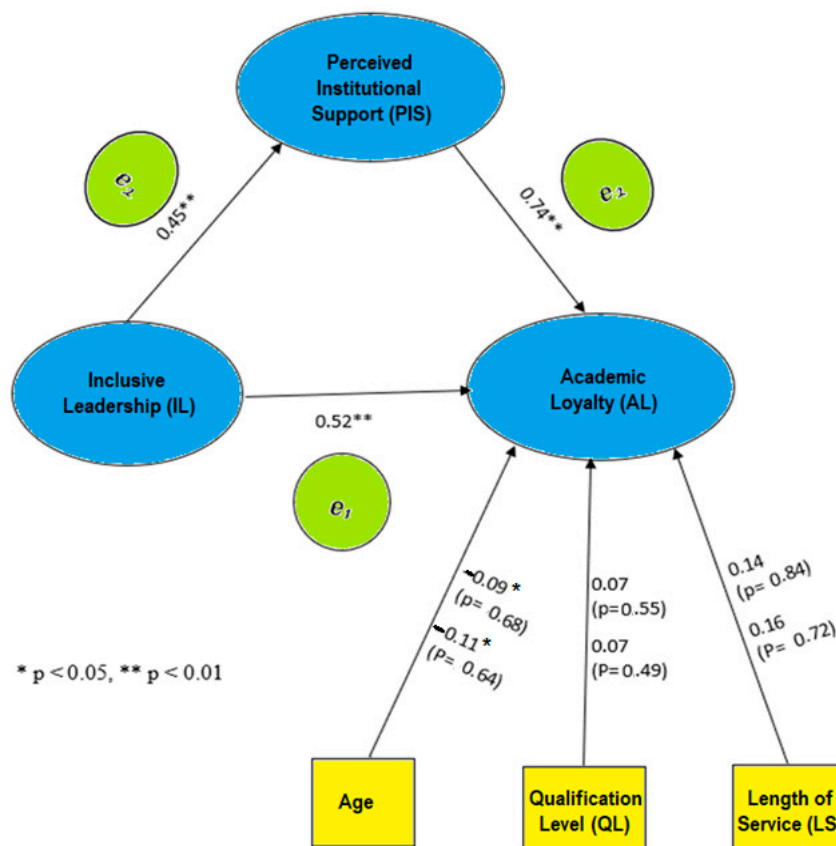 Perceived
Institutional
Support (PIS)
e₂
e₂
0.45**
0.74**
Inclusive
Leadership (IL)
Academic
Loyalty (AL)
0.52**
e₁
-0.09 *
(p= 0.68)
-0.11 *
(P= 0.64)
0.07
(p=0.55)
0.07
(P=0.49)
0.14
(p= 0.84)
0.16
(P= 0.72)
* p < 0.05, ** p < 0.01
Age
Qualification
Level (QL)
Length of
Service (LS